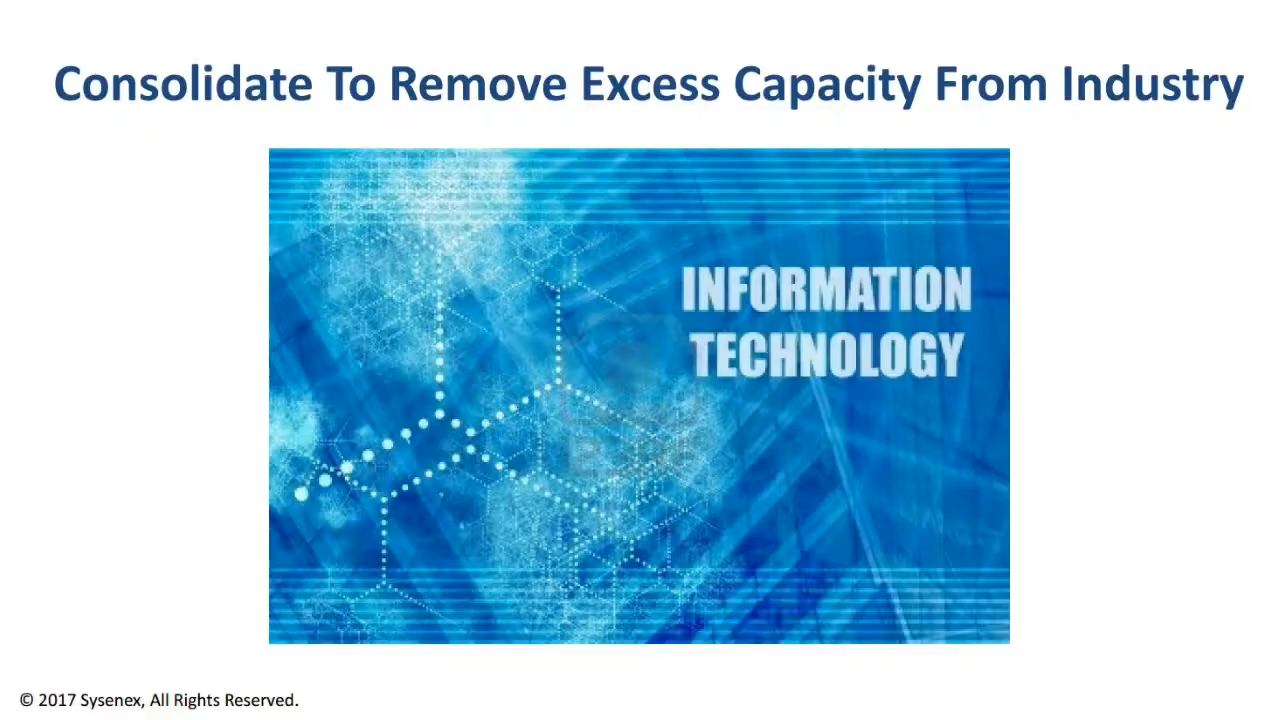 Consolidate To Remove Excess Capacity From Industry
INFORMATION
TECHNOLOGY
© 2017 Sysenex, All Rights Reserved.